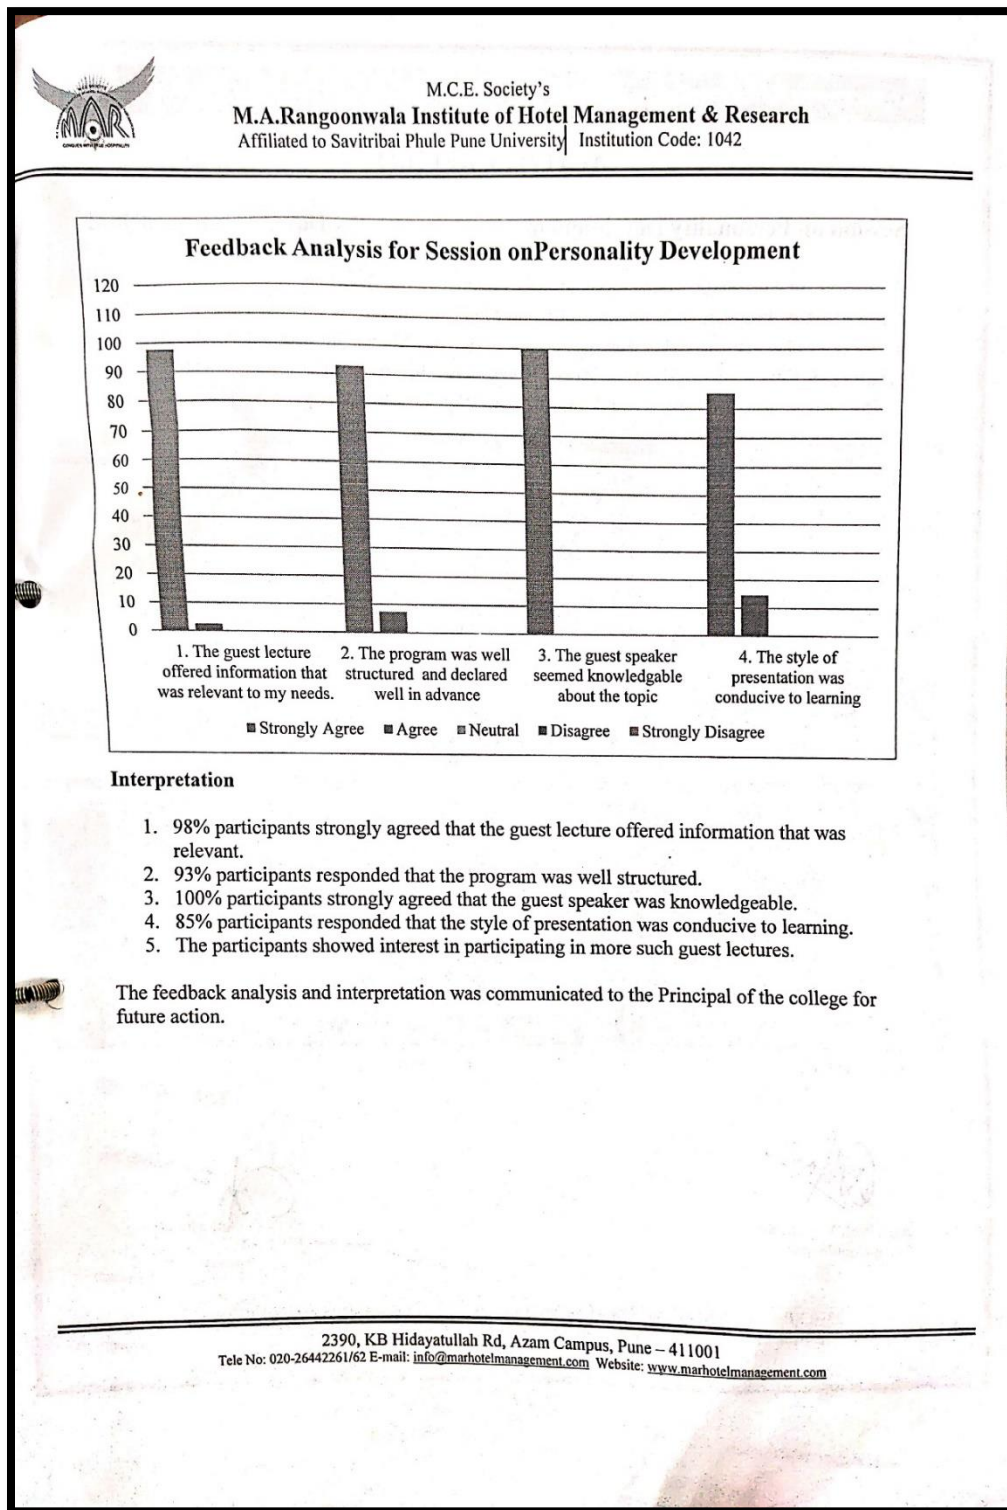 MAR
M.C.E. Society's
M.A.Rangoonwala Institute of Hotel Management & Research
Affiliated to Savitribai Phule Pune University Institution Code: 1042
Feedback Analysis for Session onPersonality Development
120
110
100
90
80
70
60
50
40
30
20
10
0
1. The guest lecture
offered information that
was relevant to my needs.
2. The program was well
structured and declared
well in advance
3. The guest speaker
seemed knowledgable
about the topic
4. The style of
presentation was
conducive to learning
Strongly Agree Agree Neutral Disagree Strongly Disagree
Interpretation
1. 98% participants strongly agreed that the guest lecture offered information that was
relevant.
2. 93% participants responded that the program was well structured.
3. 100% participants strongly agreed that the guest speaker was knowledgeable.
4. 85% participants responded that the style of presentation was conducive to learning.
5. The participants showed interest in participating in more such guest lectures.
The feedback analysis and interpretation was communicated to the Principal of the college for
future action.
2390, KB Hidayatullah Rd, Azam Campus, Pune – 411001
Tele No: 020-26442261/62 E-mail: info@marhotelmanagement.com Website: www.marhotelmanagement.com